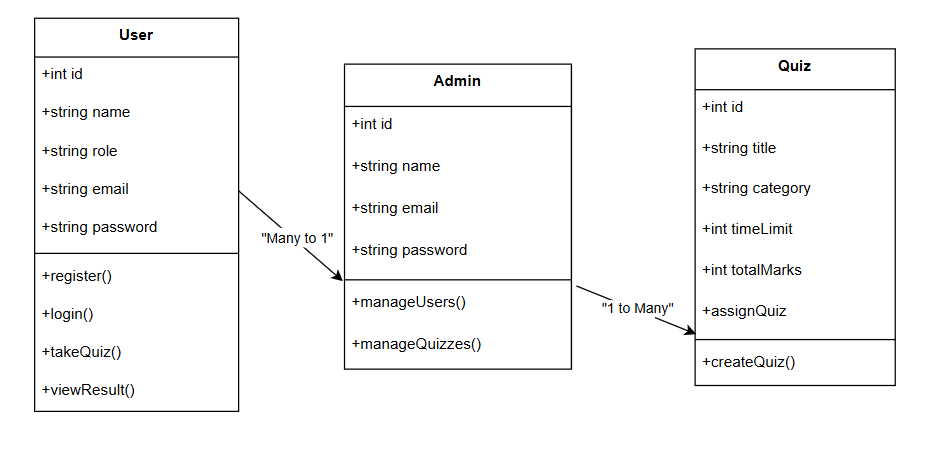 User
+int id
+string name
+string role
+string email
+string password
+register()
+login()
+takeQuiz()
+viewResult()
"Many to 1"
Admin
+int id
+string name
+string email
+string password
+manageUsers()
+manageQuizzes()
"1 to Many"
Quiz
+int id
+string title
+string category
+int timeLimit
+int totalMarks
+assignQuiz
+createQuiz()